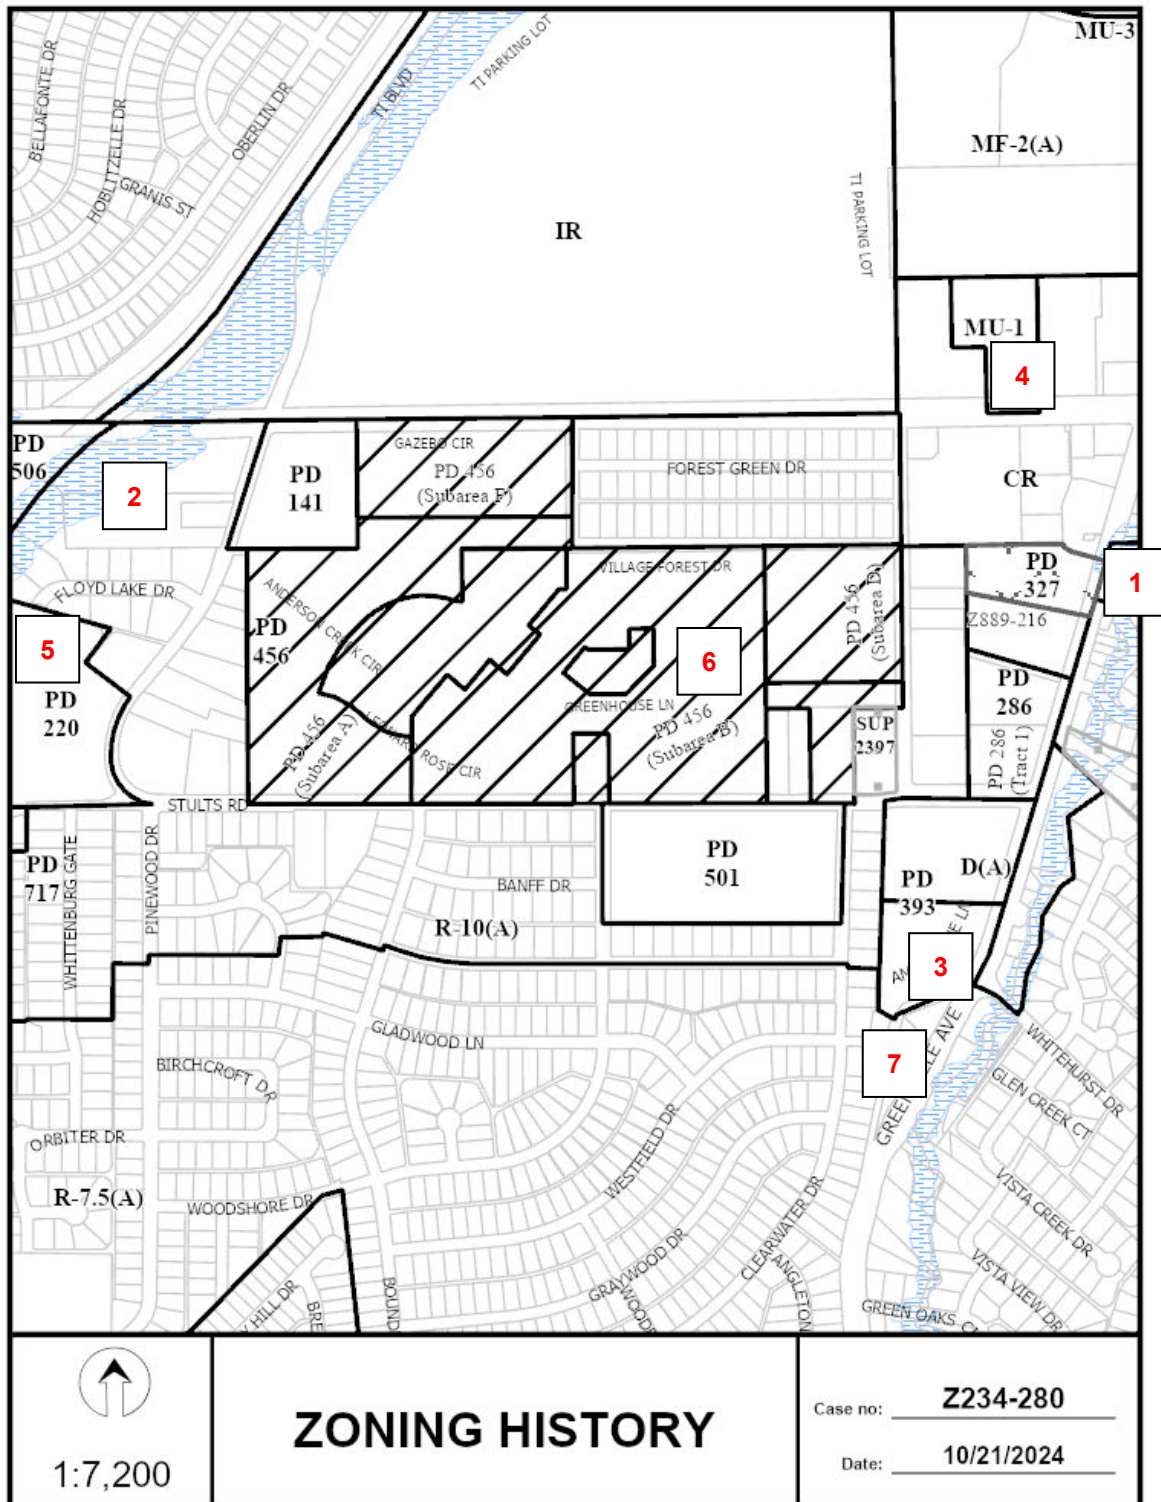 MU-3
BELLAFONTE DR
HOBLITZELLE DR
GRANIS ST
OBERLIN DR
TI BLVD
TI PARKING LOT
MF-2(A)
TI PARKING LOT
IR
MU-1
4
PD
506
2
PD
141
GAZEBO CIR
PD 456
(Subarea F)
FOREST GREEN DR
CR
FLOYD LAKE DR
ANDERSON CREEK CIR
VILLAGE FOREST DR
PD 456
(Subarea D)
PD
327
1
Z889-216
5
PD
220
PD
456
6
GREENHOUSE LN
PD 456
(Subarea B)
PD 456
(Subarea A)
LEONARD ROSE CIR
SUP
2397
PD
286
PD 286
(Tract 1)
STULTS RD
PD
717
WHITTENBURG GATE
PINEWOOD DR
BANFF DR
PD
501
R-10(A)
PD
393
D(A)
3
GLADWOOD LN
7
WHITEHURST DR
BIRCHCROFT DR
GLEN CREEK CT
ORBITER DR
WESTFIELD DR
R-7.5(A)
WOODSHORE DR
CLEARWATER DR
VISTA CREEK DR
GRAYWOOD DR
ANGLETON
VISTA VIEW DR
Y HILL DR
BRE
BOUND
WOOD
GREEN OAKS
1:7,200
ZONING HISTORY
Case no: Z234-280
Date: 10/21/2024